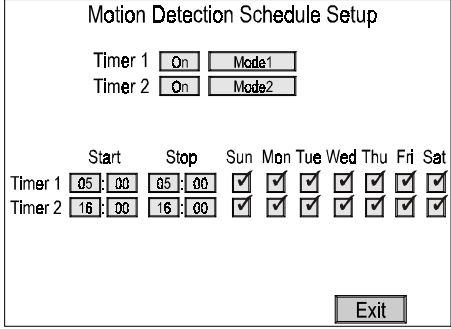 Motion Detection Schedule Setup
Timer 1 On Mode1
Timer 2 On Mode2
Start Stop Sun Mon Tue Wed Thu Fri Sat
Timer 1 05 : 00 05 : 00
Timer 2 16 : 00 16 : 00
Exit